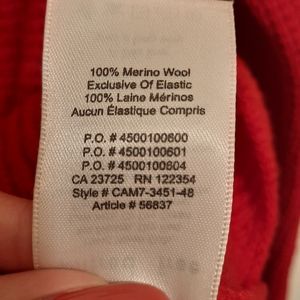 100% Merino Wool
Exclusive Of Elastic
100% Laine Mérinos
Aucun Élastique Compris
P.O. # 4500100600
P.O. # 4500100601
P.O. # 4500100604
CA 23725 RN 122354
Style # CAM7-3451-48
Article # 56837